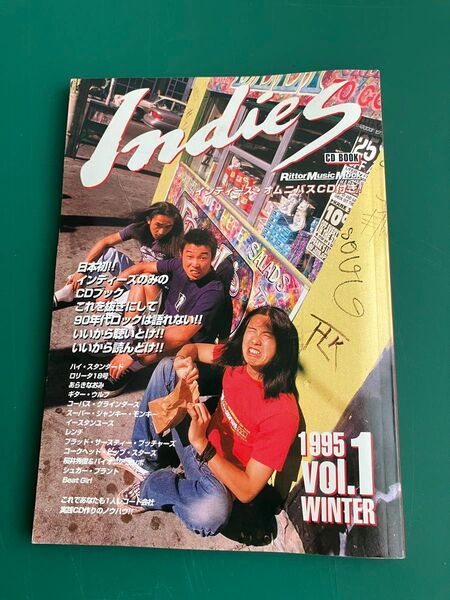 Indies
CD BOOK
Rittor Music Mook
インディーズ・オムニバスCD付き!
日本初!!
インディーズのみの
CDブック
これを抜きにして
90年代ロックは語れない!!
いいから聴いとけ!!
いいから読んどけ!!
ハイ・スタンダード
ロリータ18号
あらきなおみ
ギター・ウルフ
コーパス・グラインダーズ
スーパー・ジャンキー・モンキー
イースタンユース
レンチ
ブラッド・サースティー・ブッチャーズ
コークヘッド・ヒップ・スターズ
シュガー・プラント
Beat Girl
これであなたも1人レコード会社
実践CD作りのノウハウ!!
1995
vol.1
WINTER
SALADS
25